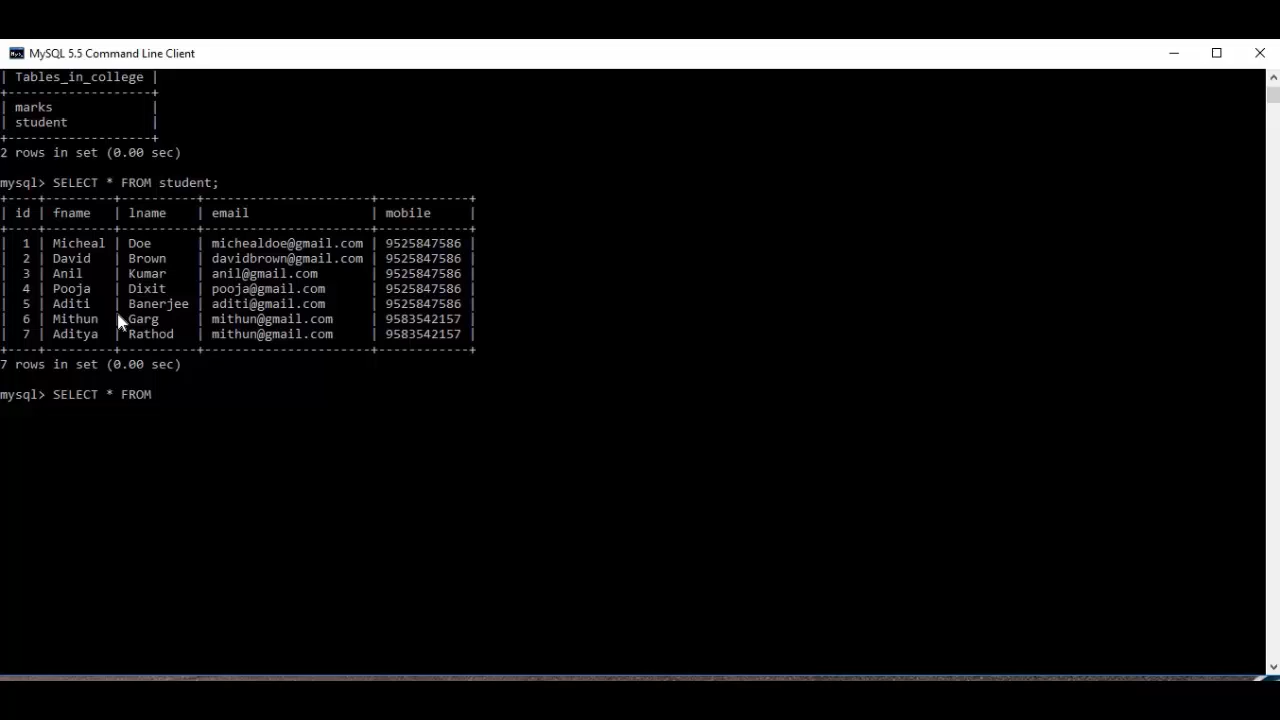 MySQL 5.5 Command Line Client
| Tables_in_college |
+-------------------+
| marks             |
| student           |
+-------------------+
2 rows in set (0.00 sec)
mysql> SELECT * FROM student;
+----+---------+----------+----------------------+------------+
| id | fname   | lname    | email                | mobile     |
+----+---------+----------+----------------------+------------+
|  1 | Micheal | Doe      | michealdoe@gmail.com | 9525847586 |
|  2 | David   | Brown    | davidbrown@gmail.com | 9525847586 |
|  3 | Anil    | Kumar    | anil@gmail.com       | 9525847586 |
|  4 | Pooja   | Dixit    | pooja@gmail.com      | 9525847586 |
|  5 | Aditi   | Banerjee | aditi@gmail.com      | 9525847586 |
|  6 | Mithun  | Garg     | mithun@gmail.com     | 9583542157 |
|  7 | Aditya  | Rathod   | mithun@gmail.com     | 9583542157 |
+----+---------+----------+----------------------+------------+
7 rows in set (0.00 sec)
mysql> SELECT * FROM